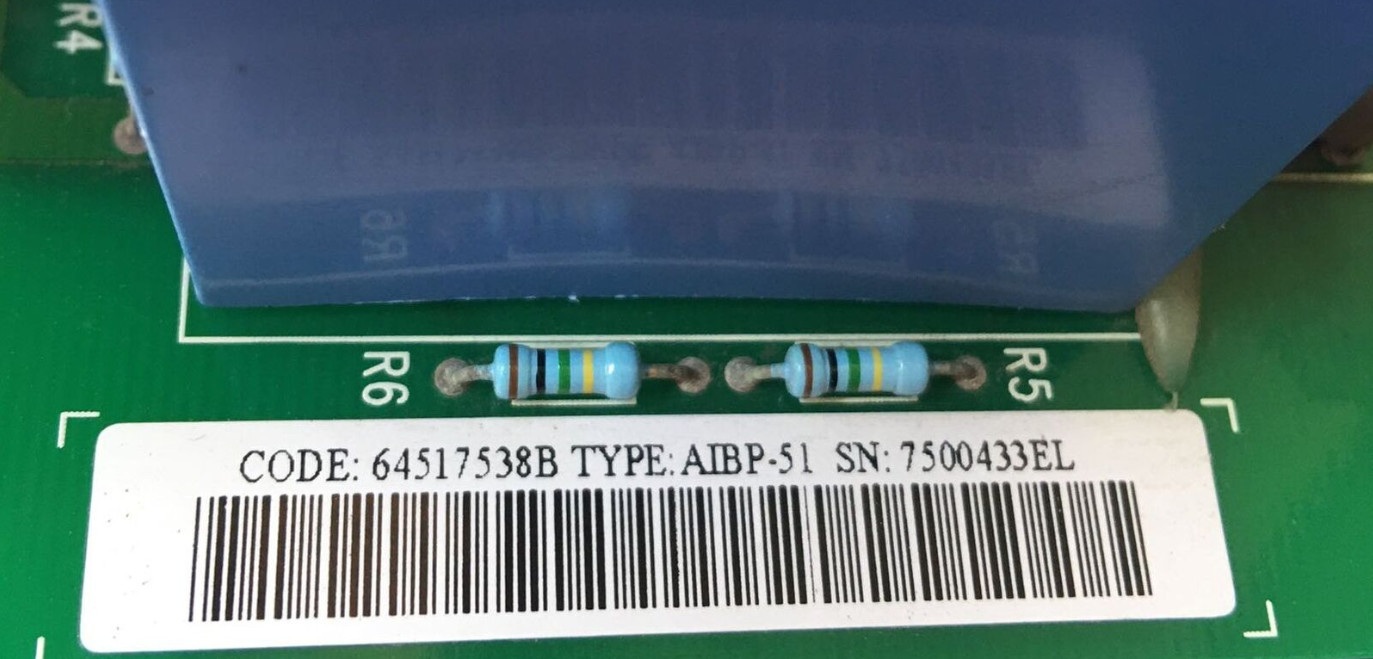 R4
R6
R5
CODE: 64517538B TYPE: AIBP-51 SN: 7500433EL